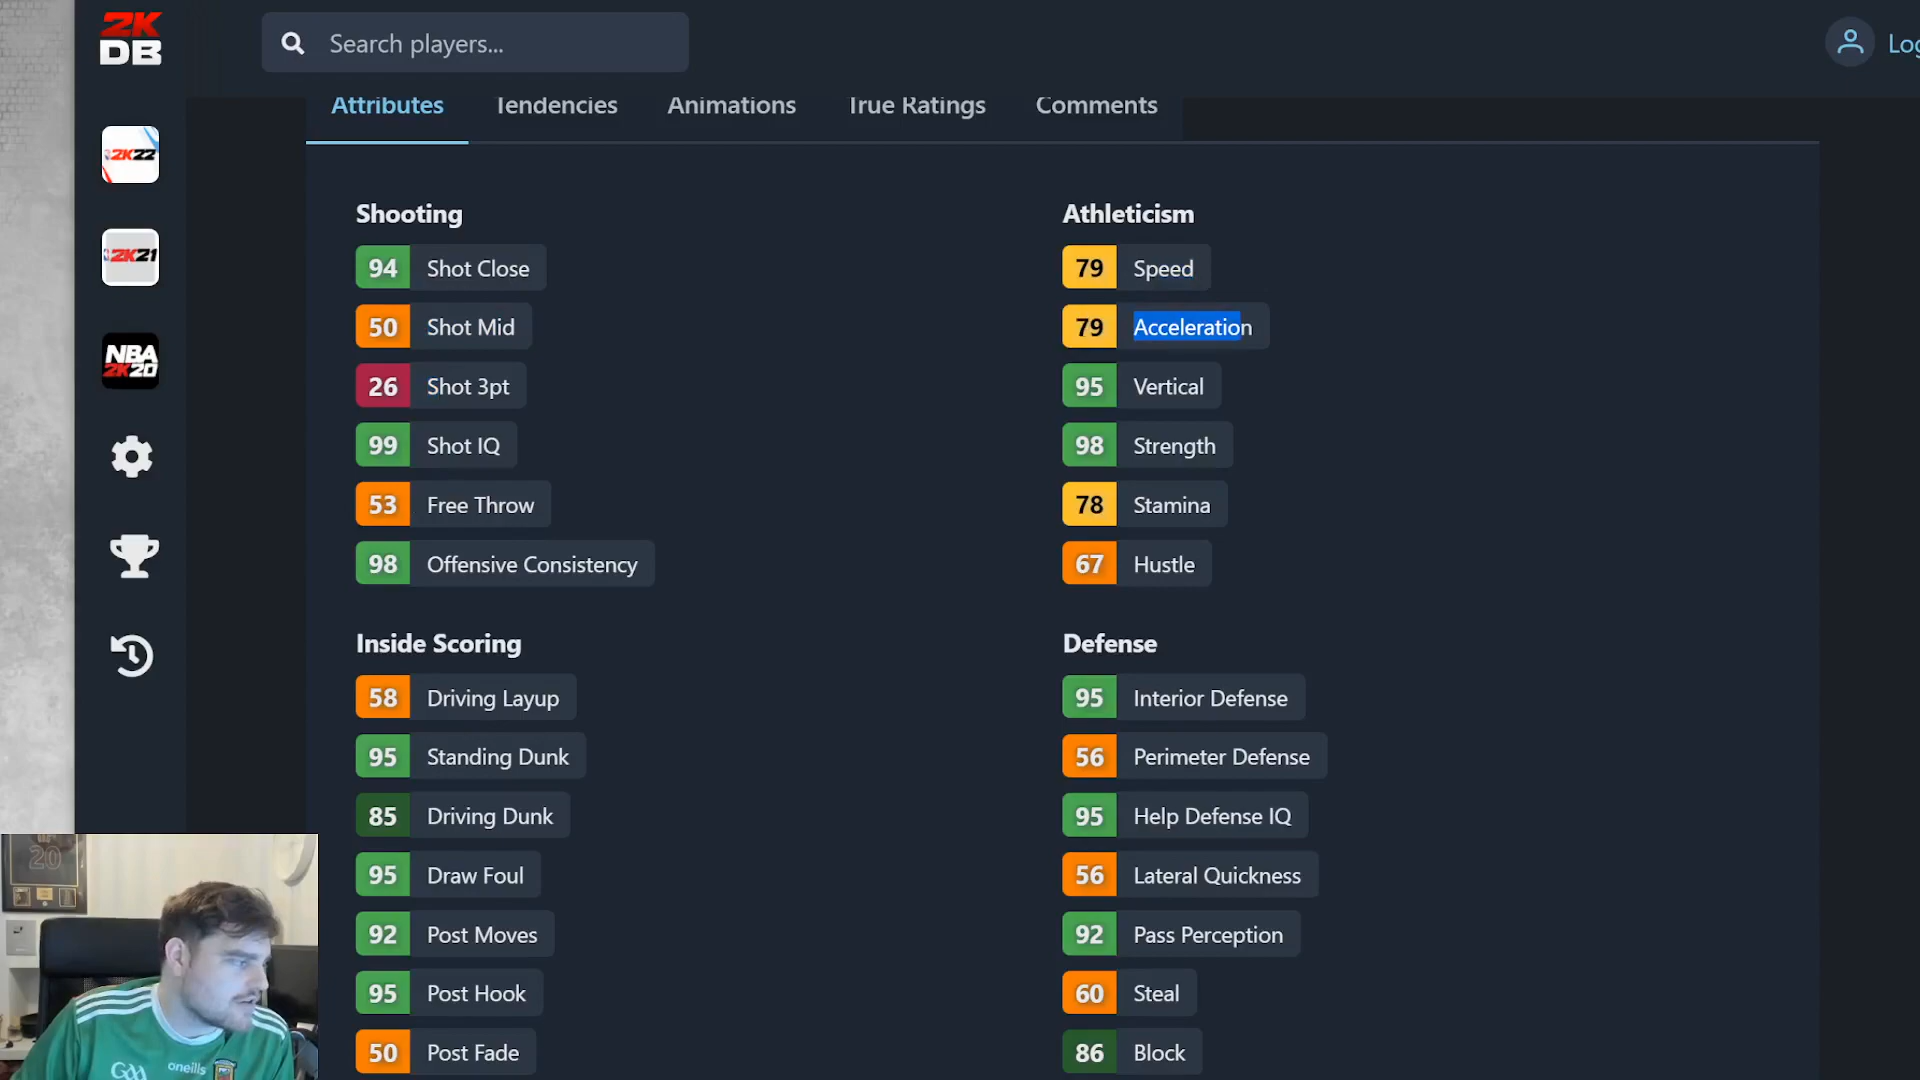 2K
DB
Search players...
Log
Attributes
Tendencies
Animations
True Ratings
Comments
2K22
2K21
NBA
2K20
Shooting
94 Shot Close
50 Shot Mid
26 Shot 3pt
99 Shot IQ
53 Free Throw
98 Offensive Consistency
Athleticism
79 Speed
79 Acceleration
95 Vertical
98 Strength
78 Stamina
67 Hustle
Inside Scoring
58 Driving Layup
95 Standing Dunk
85 Driving Dunk
95 Draw Foul
92 Post Moves
95 Post Hook
50 Post Fade
Defense
95 Interior Defense
56 Perimeter Defense
95 Help Defense IQ
56 Lateral Quickness
92 Pass Perception
60 Steal
86 Block
20
GAA
oneills